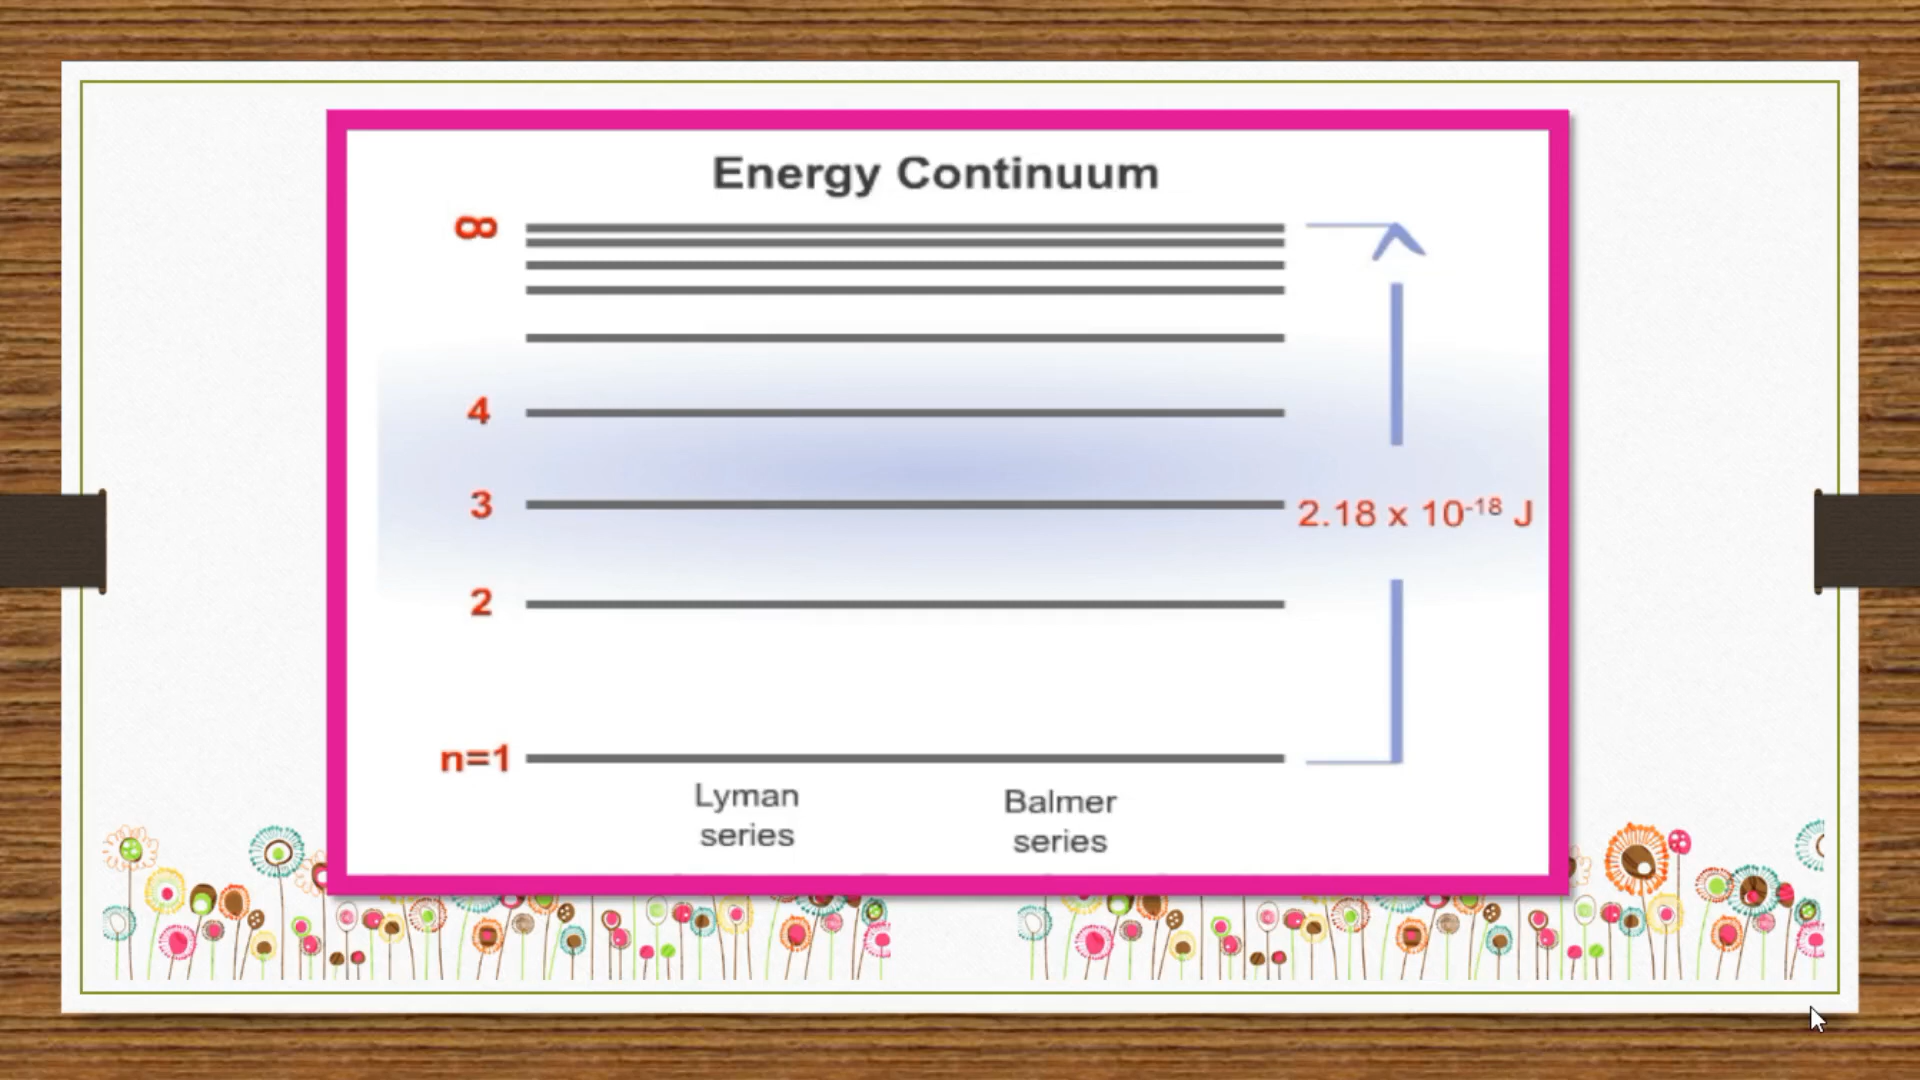 Energy Continuum
∞
4
3
2.18 x 10⁻¹⁸ J
2
n=1
Lyman
series
Balmer
series